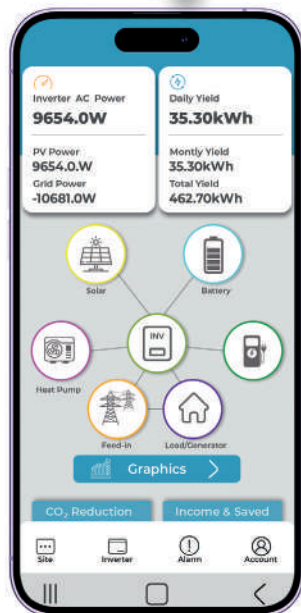 Inverter AC Power
9654.0W
PV Power
9654.0.W
Grid Power
-10681.0W
Daily Yield
35.30kWh
Montly Yield
35.30kWh
Total Yield
462.70kWh
Solar
Battery
INV
Heat Pump
Feed-in
Load/Generator
Graphics
CO₂ Reduction
Income & Saved
Site
Inverter
Alarm
Account